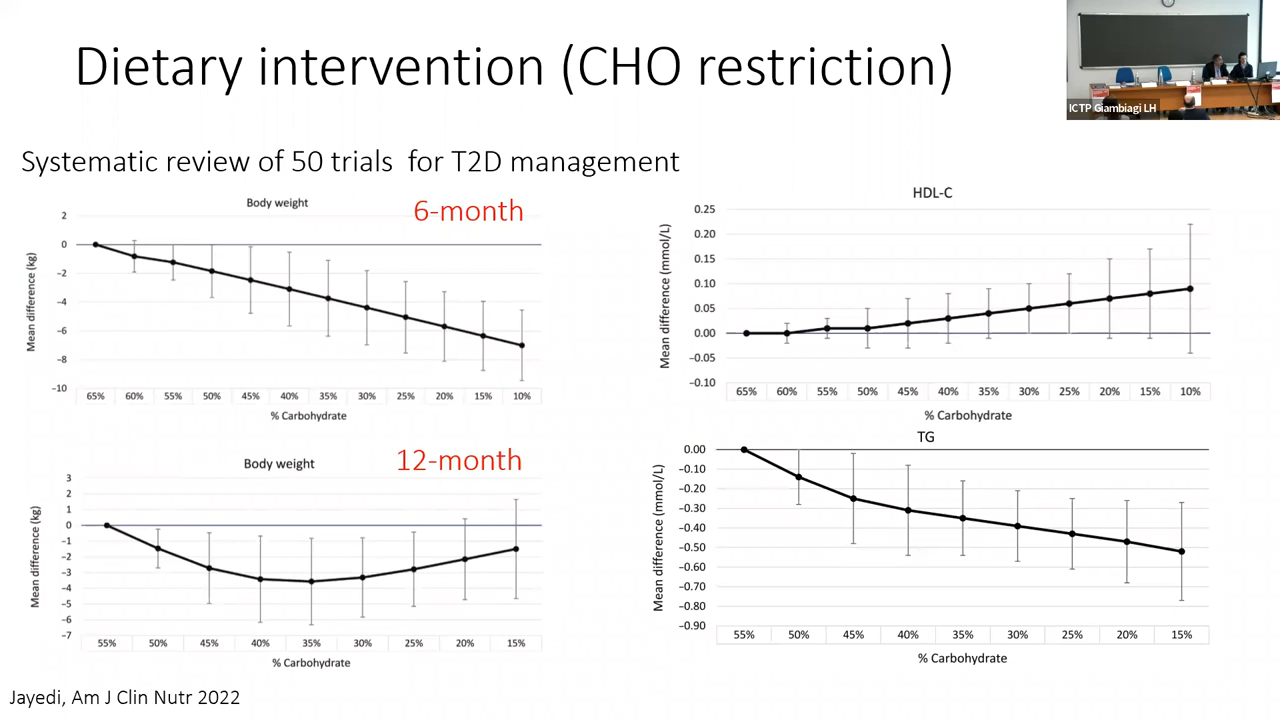 Dietary intervention (CHO restriction)
ICTP Giambiagi LH
Systematic review of 50 trials for T2D management
Body weight
6-month
Mean difference (kg)
2
0
−2
−4
−6
−8
−10
65% 60% 55% 50% 45% 40% 35% 30% 25% 20% 15% 10%
% Carbohydrate
HDL-C
Mean difference (mmol/L)
0.25
0.20
0.15
0.10
0.05
0.00
−0.05
−0.10
65% 60% 55% 50% 45% 40% 35% 30% 25% 20% 15% 10%
% Carbohydrate
Body weight
12-month
Mean difference (kg)
3
2
1
0
−1
−2
−3
−4
−5
−6
−7
55% 50% 45% 40% 35% 30% 25% 20% 15%
% Carbohydrate
TG
Mean difference (mmol/L)
0.00
−0.10
−0.20
−0.30
−0.40
−0.50
−0.60
−0.70
−0.80
−0.90
55% 50% 45% 40% 35% 30% 25% 20% 15%
% Carbohydrate
Jayedi, Am J Clin Nutr 2022